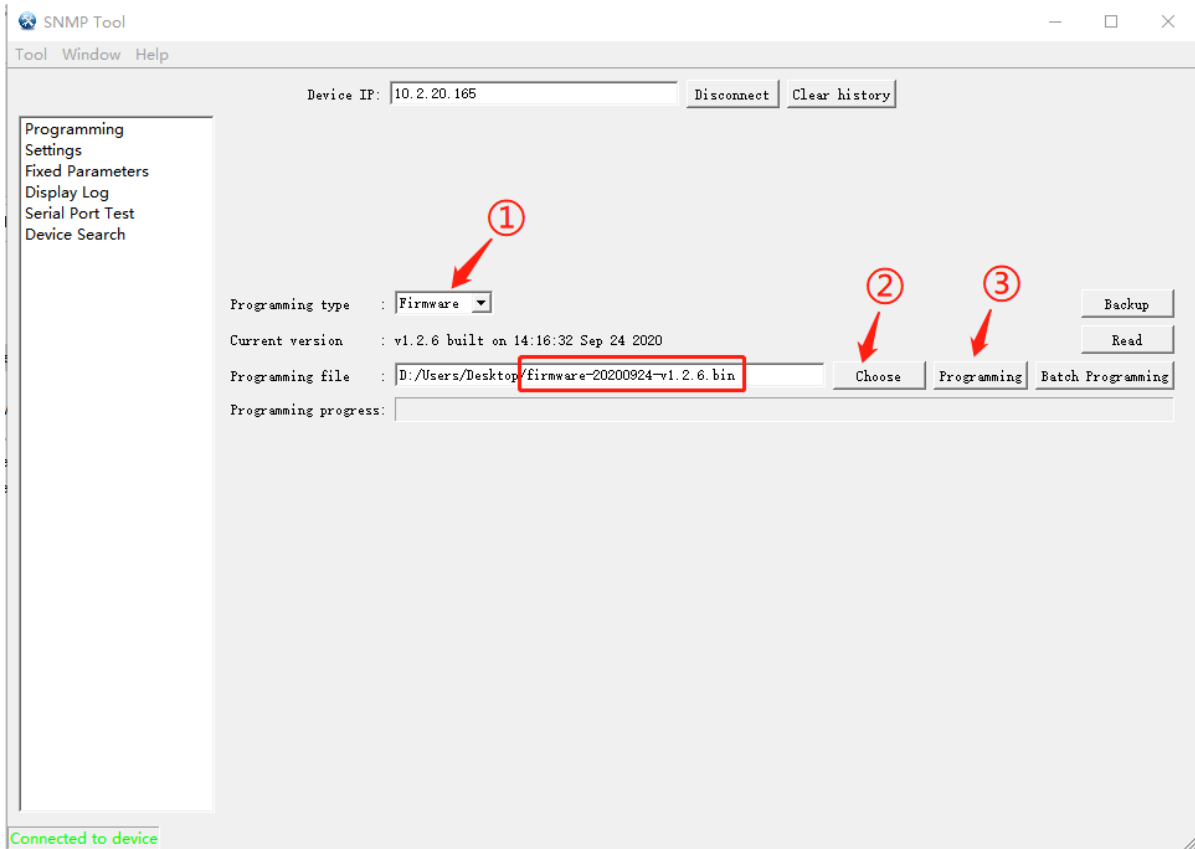 SNMP Tool
Tool Window Help
Device IP: 10.2.20.165 Disconnect Clear history
Programming
Settings
Fixed Parameters
Display Log
Serial Port Test
Device Search
①
②
③
Programming type : Firmware Backup
Current version : v1.2.6 built on 14:16:32 Sep 24 2020 Read
Programming file : D:/Users/Desktop/firmware-20200924-v1.2.6.bin Choose Programming Batch Programming
Programming progress:
Connected to device